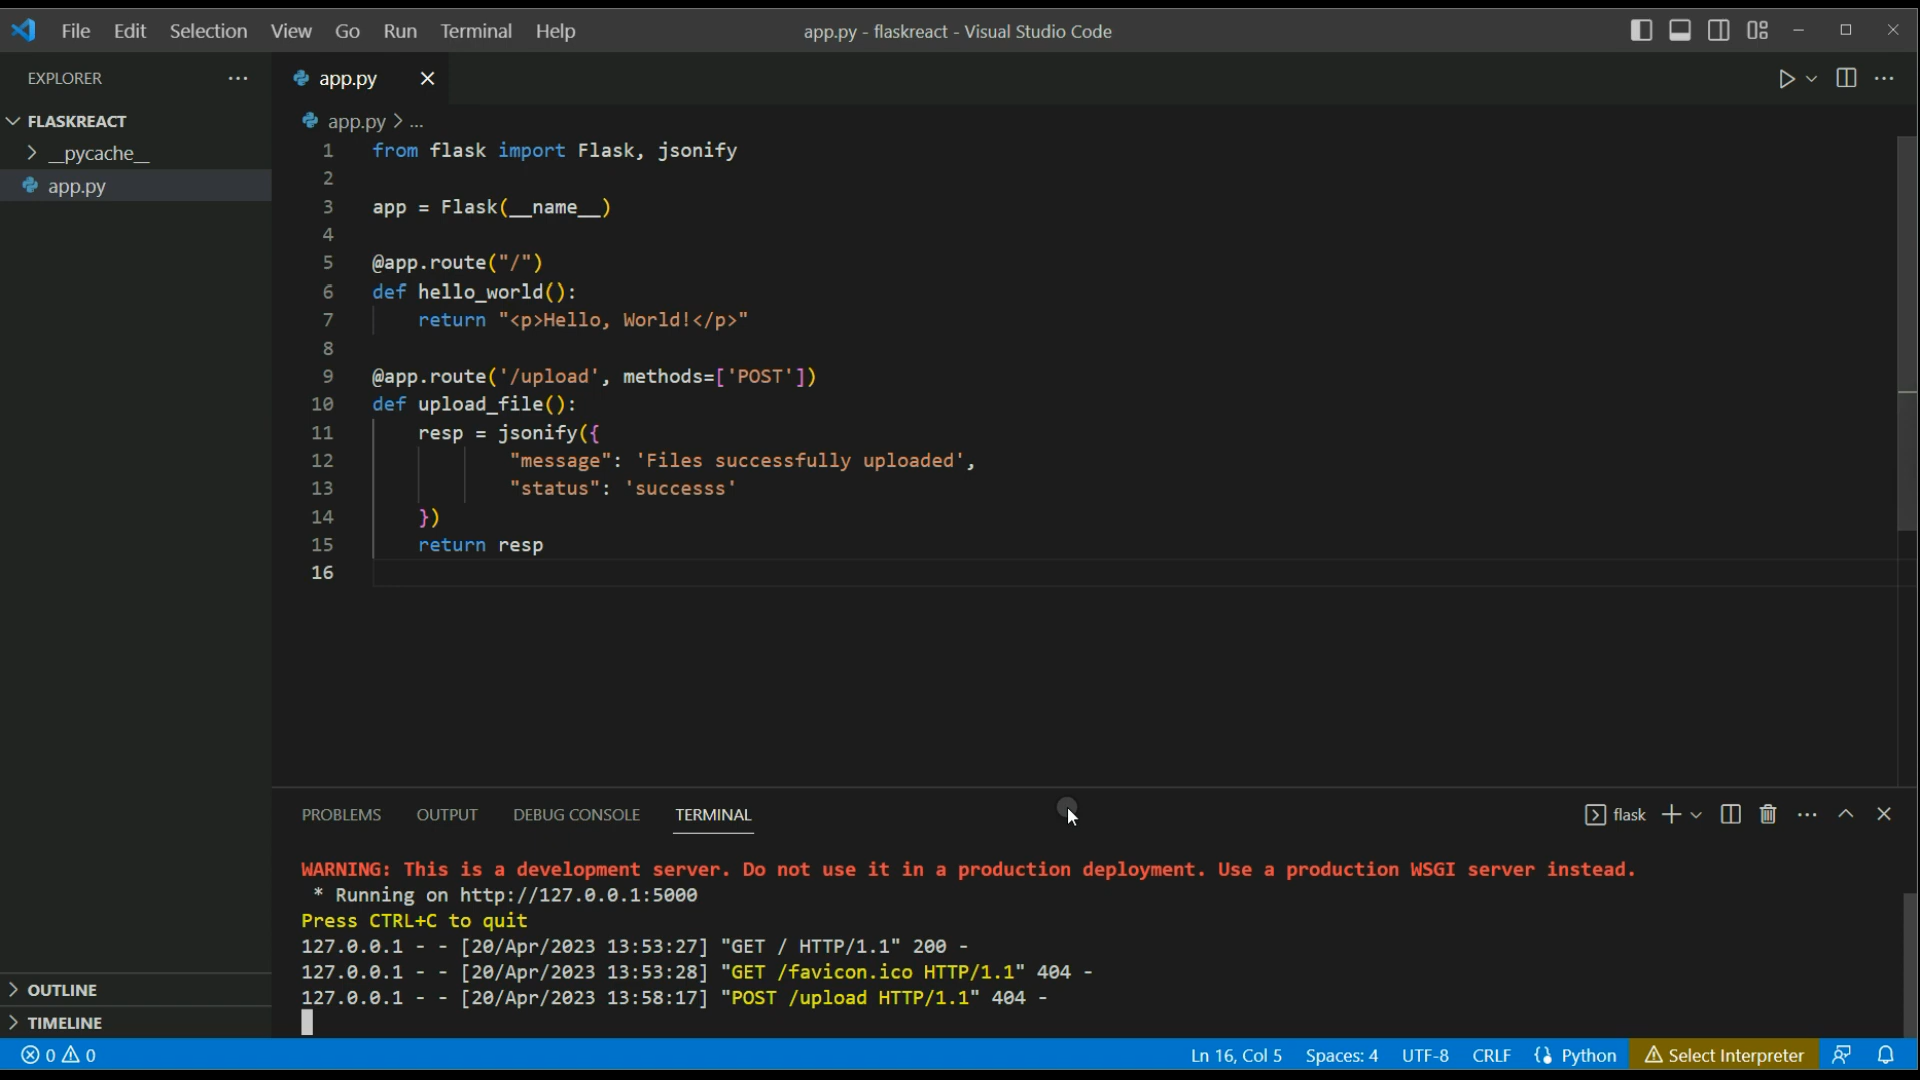 File Edit Selection View Go Run Terminal Help
app.py - flaskreact - Visual Studio Code
EXPLORER
FLASKREACT
__pycache__
app.py
OUTLINE
TIMELINE
app.py
app.py > ...
1 from flask import Flask, jsonify
2
3 app = Flask(__name__)
4
5 @app.route("/")
6 def hello_world():
7 return "<p>Hello, World!</p>"
8
9 @app.route('/upload', methods=['POST'])
10 def upload_file():
11 resp = jsonify({
12 "message": 'Files successfully uploaded',
13 "status": 'successs'
14 })
15 return resp
16
PROBLEMS OUTPUT DEBUG CONSOLE TERMINAL
flask
WARNING: This is a development server. Do not use it in a production deployment. Use a production WSGI server instead.
* Running on http://127.0.0.1:5000
Press CTRL+C to quit
127.0.0.1 - - [20/Apr/2023 13:53:27] "GET / HTTP/1.1" 200 -
127.0.0.1 - - [20/Apr/2023 13:53:28] "GET /favicon.ico HTTP/1.1" 404 -
127.0.0.1 - - [20/Apr/2023 13:58:17] "POST /upload HTTP/1.1" 404 -
0 0
Ln 16, Col 5 Spaces: 4 UTF-8 CRLF Python Select Interpreter